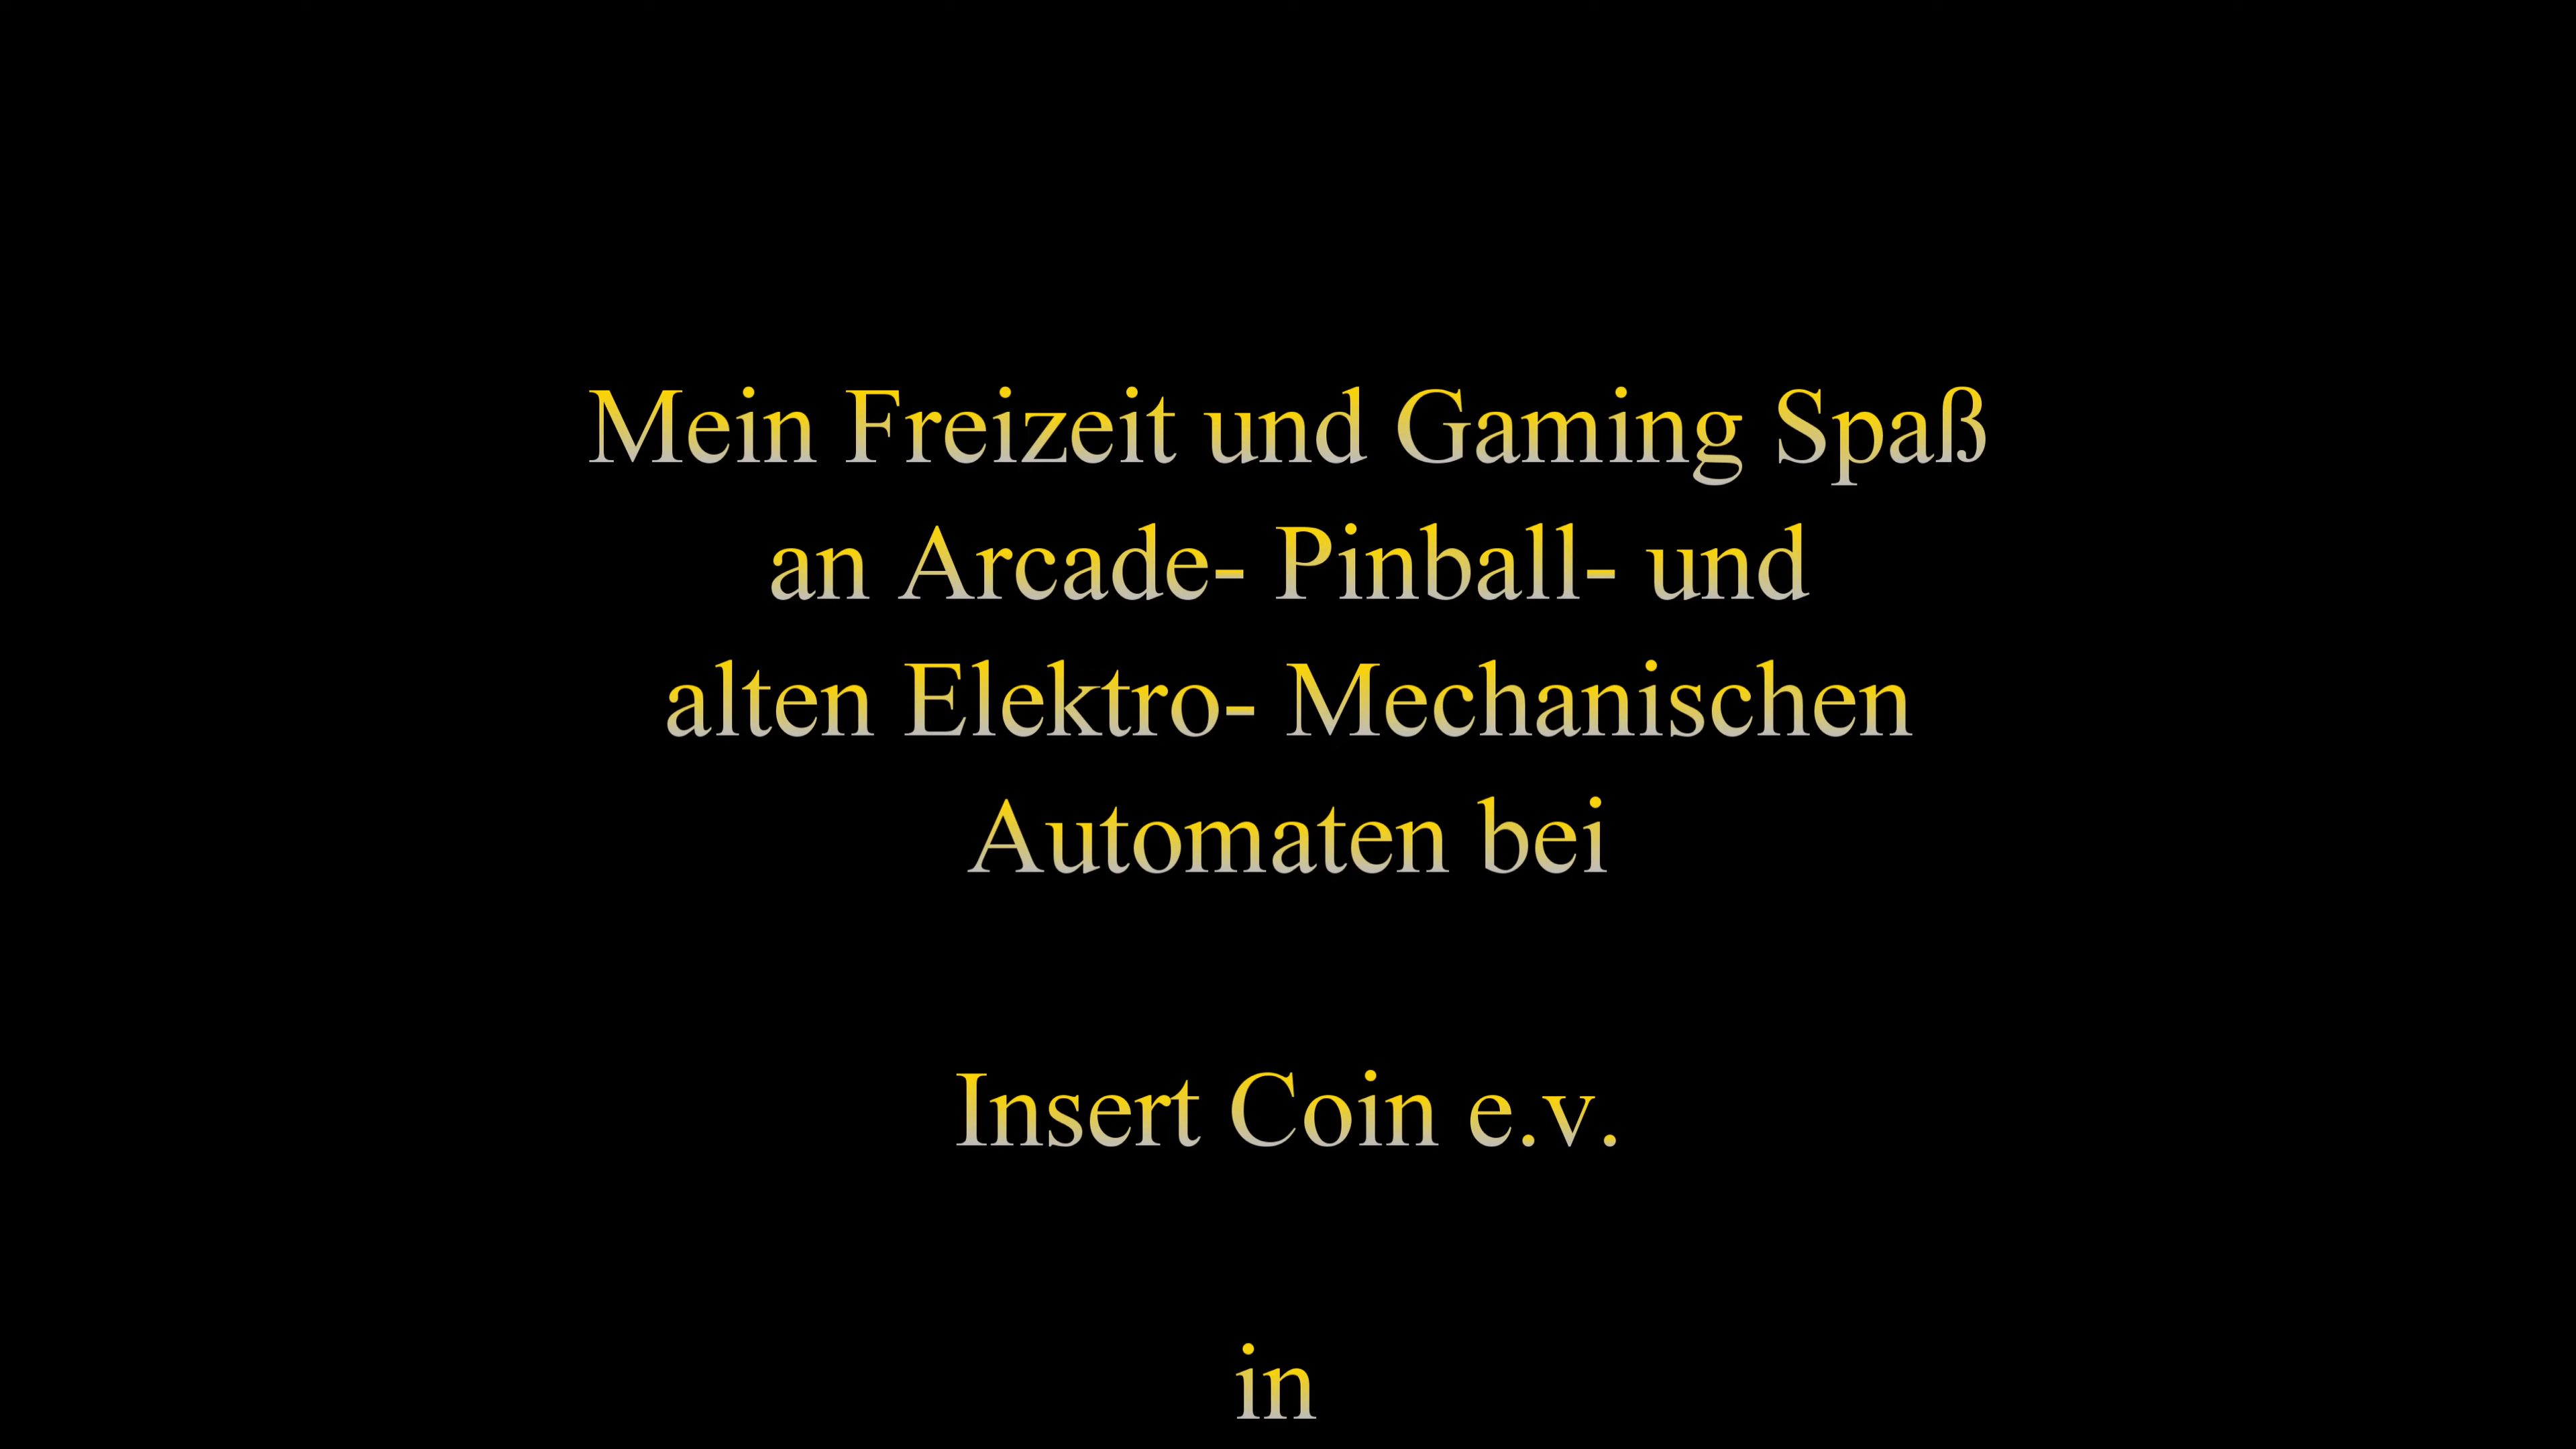 Mein Freizeit und Gaming Spaß
an Arcade- Pinball- und
alten Elektro- Mechanischen
Automaten bei
Insert Coin e.v.
in